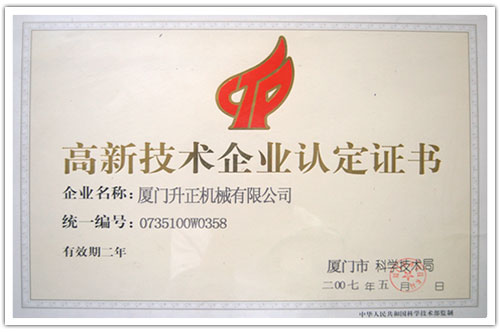 高新技术企业认定证书
企业名称：厦门升正机械有限公司
统一编号：0735100W0358
有效期二年
厦门市 科学技术局
二00七 年 五 月 日
中华人民共和国科学技术部监制